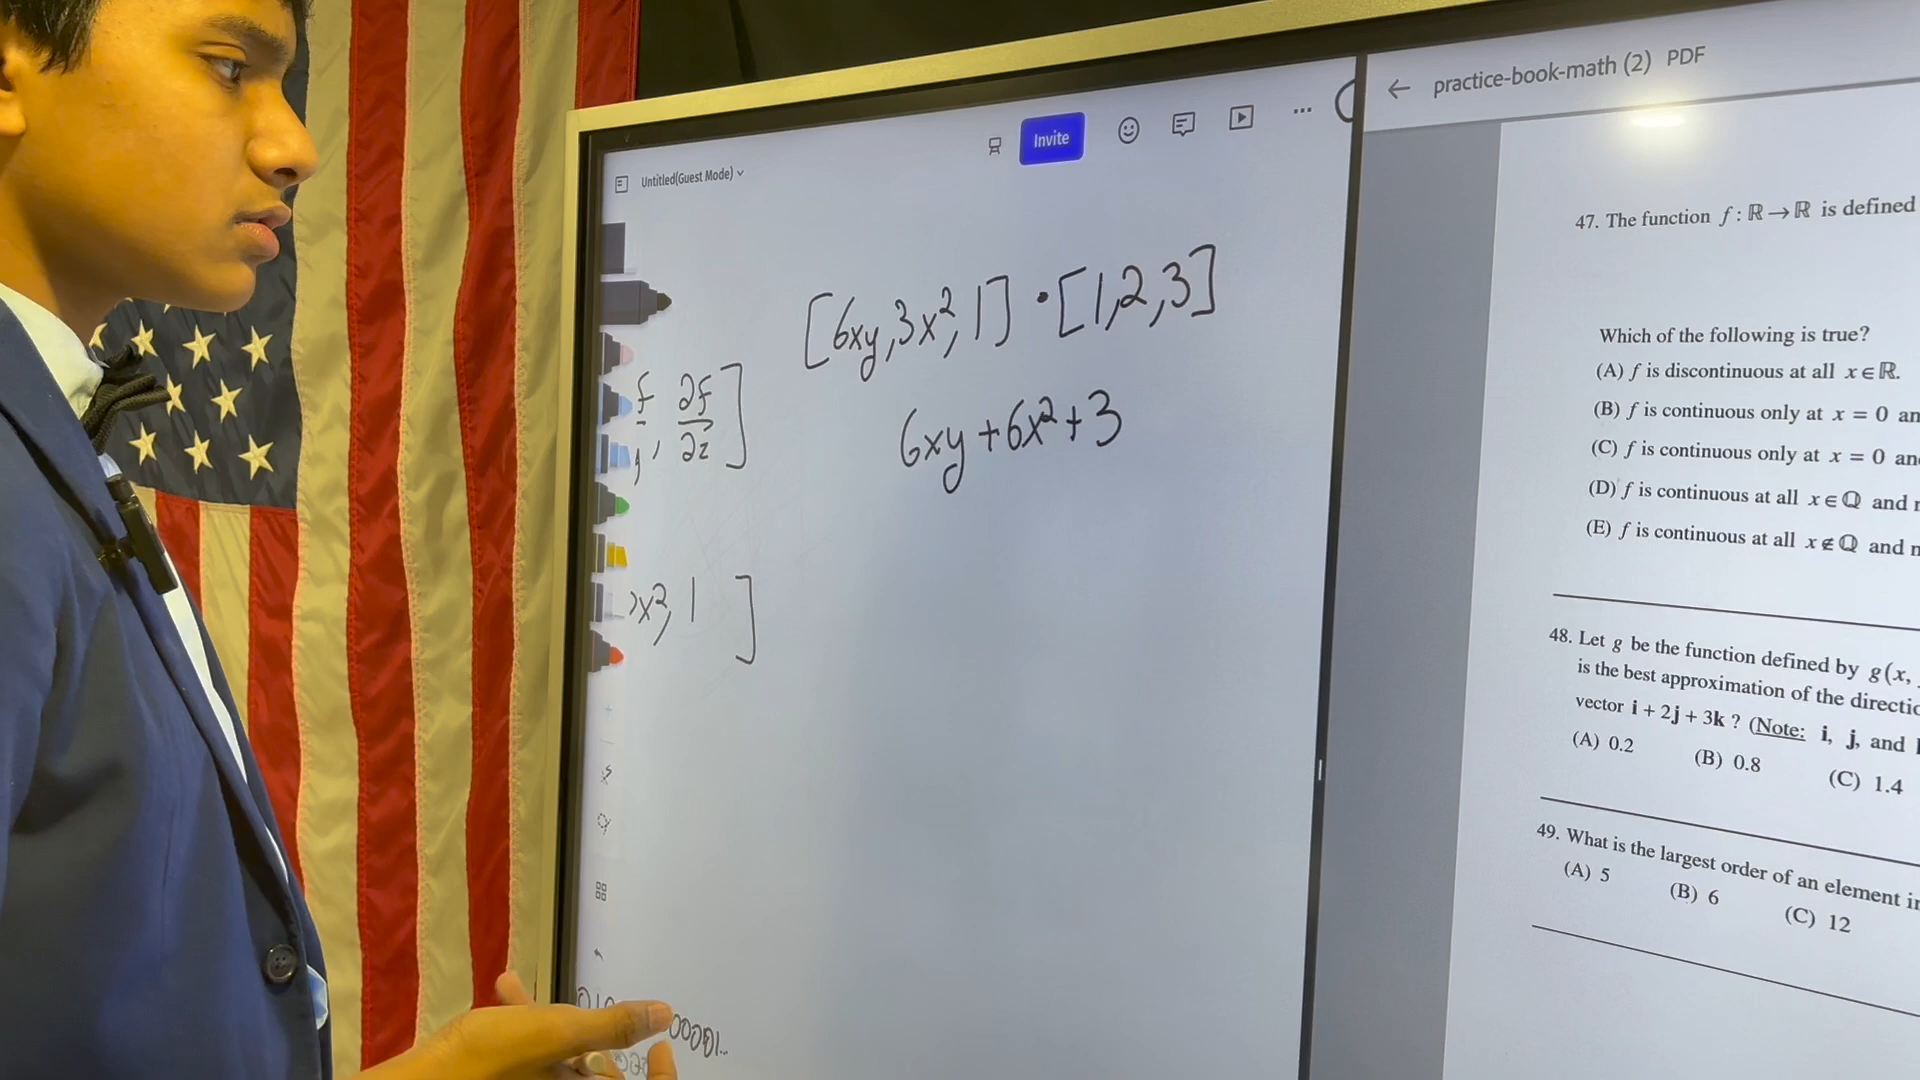 Untitled(Guest Mode)
Invite
[6xy, 3x², 1] · [1, 2, 3]
6xy + 6x² + 3
∂f/∂z ]
x², 1 ]
practice-book-math (2) PDF
47. The function f : ℝ → ℝ is defined
Which of the following is true?
(A) f is discontinuous at all x ∈ ℝ.
(B) f is continuous only at x = 0 an
(C) f is continuous only at x = 0 an
(D) f is continuous at all x ∈ ℚ and
(E) f is continuous at all x ∉ ℚ and
48. Let g be the function defined by g(x,
is the best approximation of the directio
vector i + 2j + 3k ? (Note: i, j, and
(A) 0.2 (B) 0.8 (C) 1.4
49. What is the largest order of an element in
(A) 5 (B) 6 (C) 12